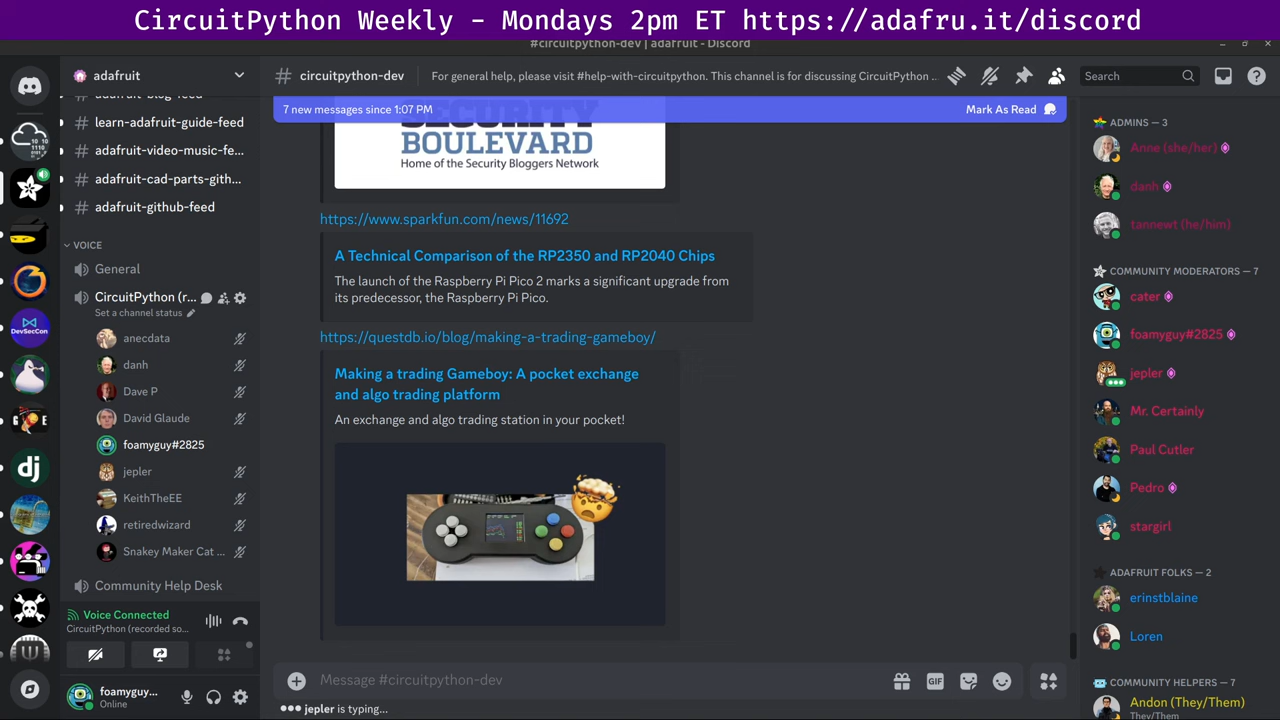 CircuitPython Weekly - Mondays 2pm ET https://adafru.it/discord
#circuitpython-dev | adafruit - Discord
adafruit
# circuitpython-dev
For general help, please visit #help-with-circuitpython. This channel is for discussing CircuitPython ...
Search
7 new messages since 1:07 PM
Mark As Read
adafruit-blog-feed
# learn-adafruit-guide-feed
# adafruit-video-music-fe...
# adafruit-cad-parts-gith...
# adafruit-github-feed
VOICE
General
CircuitPython (r...
Set a channel status
anecdata
danh
Dave P
David Glaude
foamyguy#2825
jepler
KeithTheEE
retiredwizard
Snakey Maker Cat ...
Community Help Desk
Voice Connected
CircuitPython (recorded so...
foamyguy...
Online
DevSecCon
dj
SECURITY
BOULEVARD
Home of the Security Bloggers Network
https://www.sparkfun.com/news/11692
A Technical Comparison of the RP2350 and RP2040 Chips
The launch of the Raspberry Pi Pico 2 marks a significant upgrade from
its predecessor, the Raspberry Pi Pico.
https://questdb.io/blog/making-a-trading-gameboy/
Making a trading Gameboy: A pocket exchange
and algo trading platform
An exchange and algo trading station in your pocket!
Message #circuitpython-dev
GIF
jepler is typing...
ADMINS — 3
Anne (she/her)
danh
tannewt (he/him)
COMMUNITY MODERATORS — 7
cater
foamyguy#2825
jepler
Mr. Certainly
Paul Cutler
Pedro
stargirl
ADAFRUIT FOLKS — 2
erinstblaine
Loren
COMMUNITY HELPERS — 7
Andon (They/Them)
They/Them